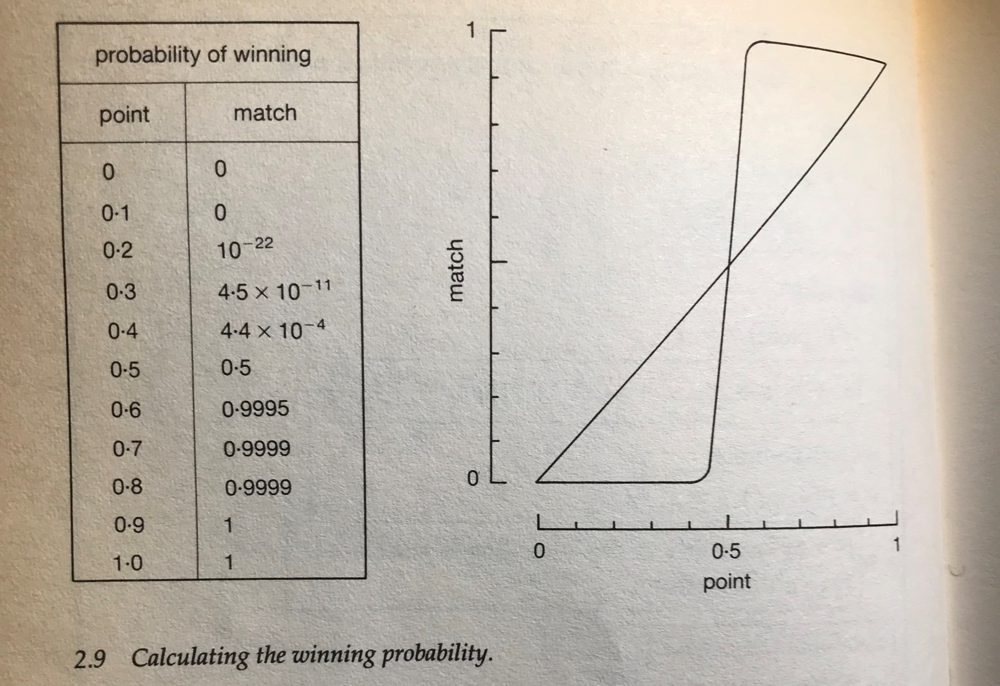 probability of winning
point match
0 0
0·1 0
0·2 10⁻²²
0·3 4·5 × 10⁻¹¹
0·4 4·4 × 10⁻⁴
0·5 0·5
0·6 0·9995
0·7 0·9999
0·8 0·9999
0·9 1
1·0 1
1
match
0
0 0·5 1
point
2.9 Calculating the winning probability.